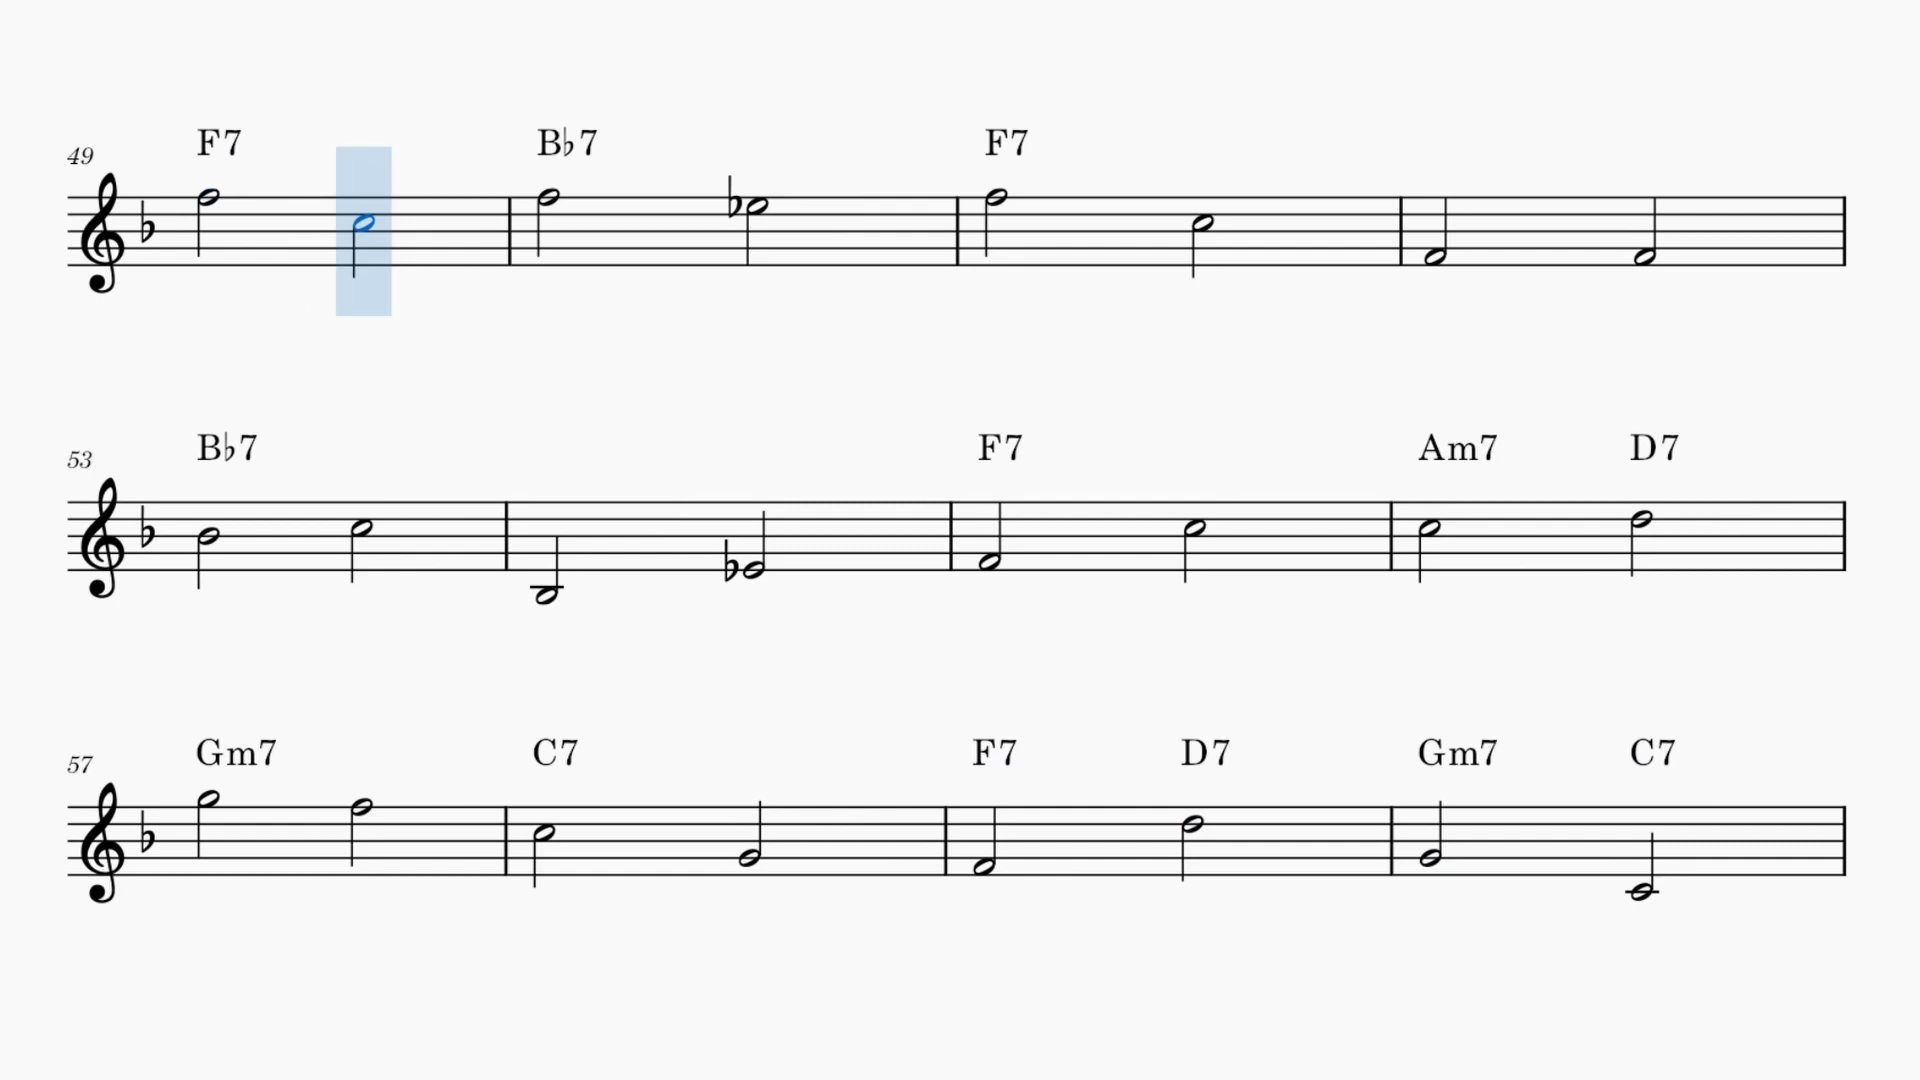 F7 B♭7 F7
49
B♭7 F7 Am7 D7
53
Gm7 C7 F7 D7 Gm7 C7
57